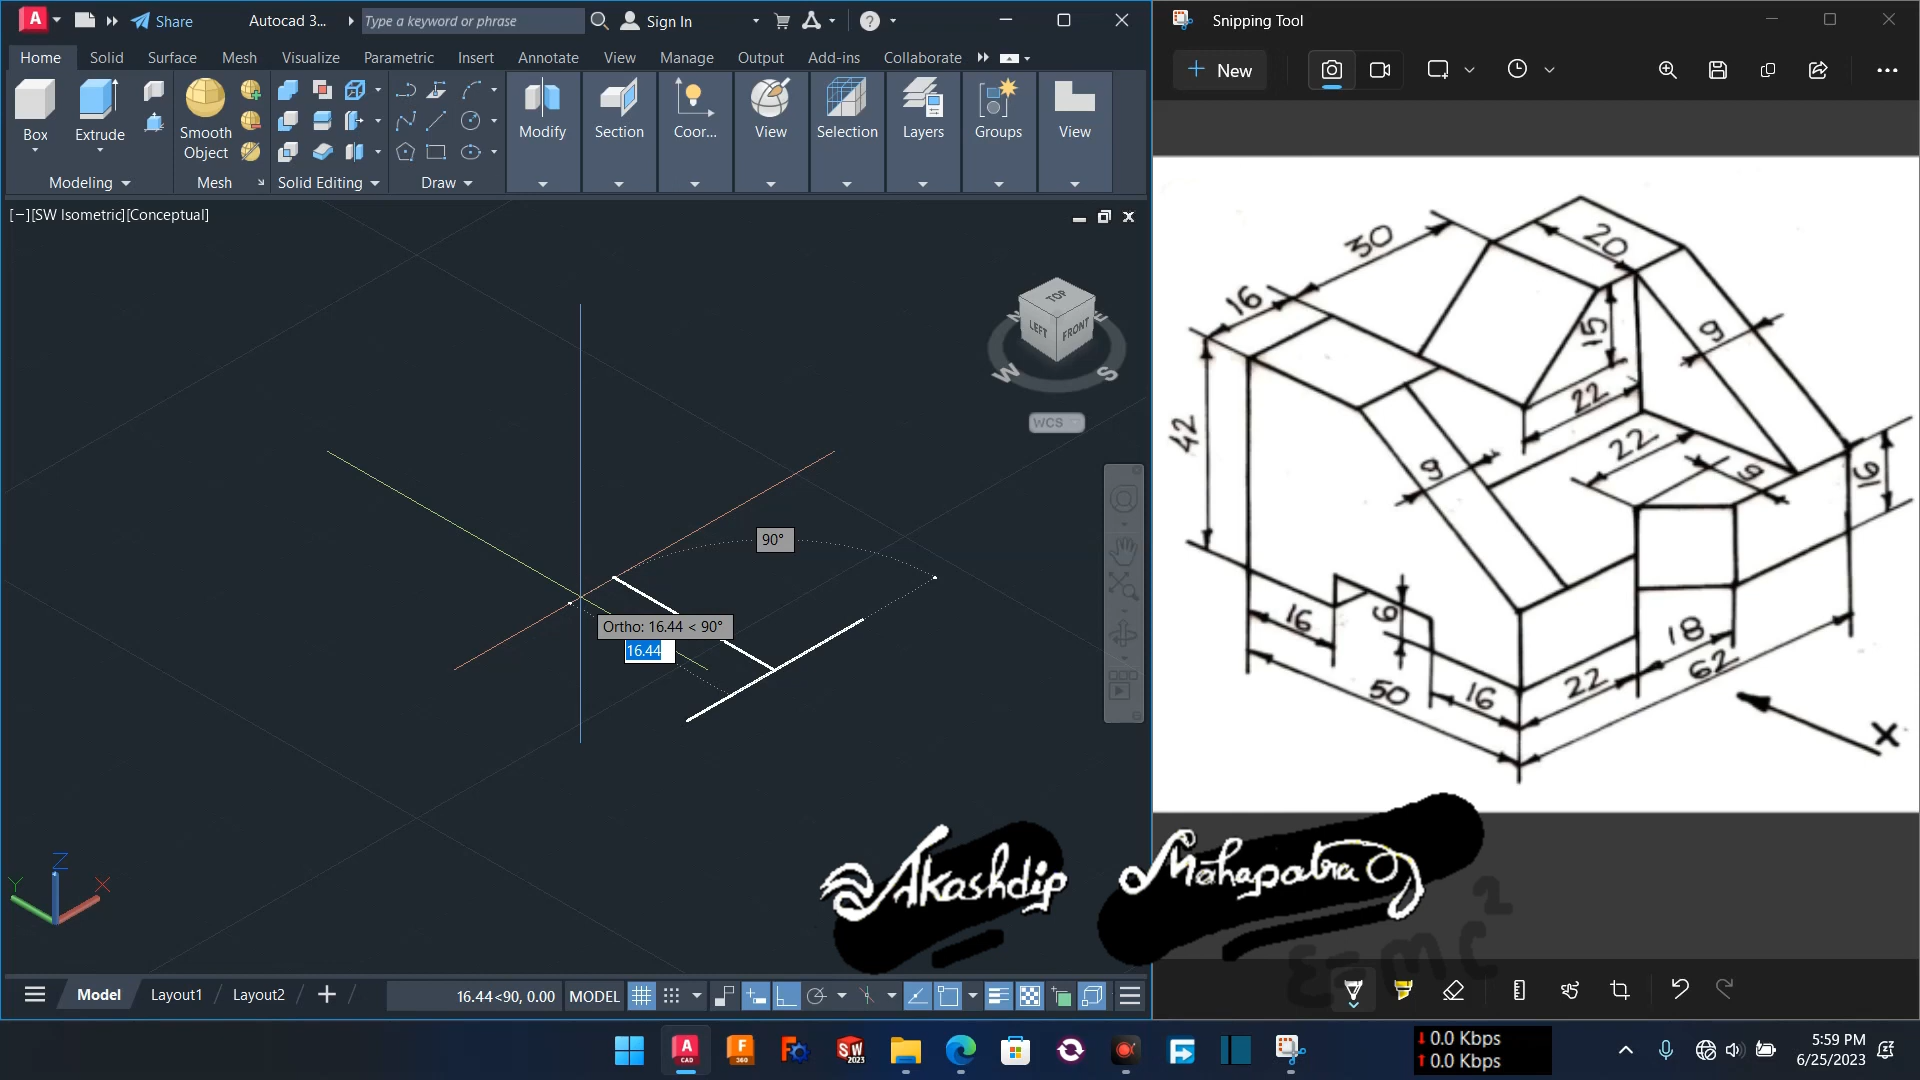 Share
Autocad 3...
Type a keyword or phrase
Sign In
Snipping Tool
Home Solid Surface Mesh Visualize Parametric Insert Annotate View Manage Output Add-ins Collaborate
New
Box
Extrude
Smooth
Object
Modify Section Coor... View Selection Layers Groups View
Modeling Mesh Solid Editing Draw
[−][SW Isometric][Conceptual]
TOP
LEFT FRONT
N E
W S
WCS
90°
Ortho: 16.44 < 90°
16.44
Z
Y X
30
20
16
15
9
42
22
22
9
9
16
16
6
18
62
50
16
22
X
Akashdip Mahapatra
E=mc²
Model Layout1 Layout2
16.44<90, 0.00 MODEL
0.0 Kbps
0.0 Kbps
5:59 PM
6/25/2023